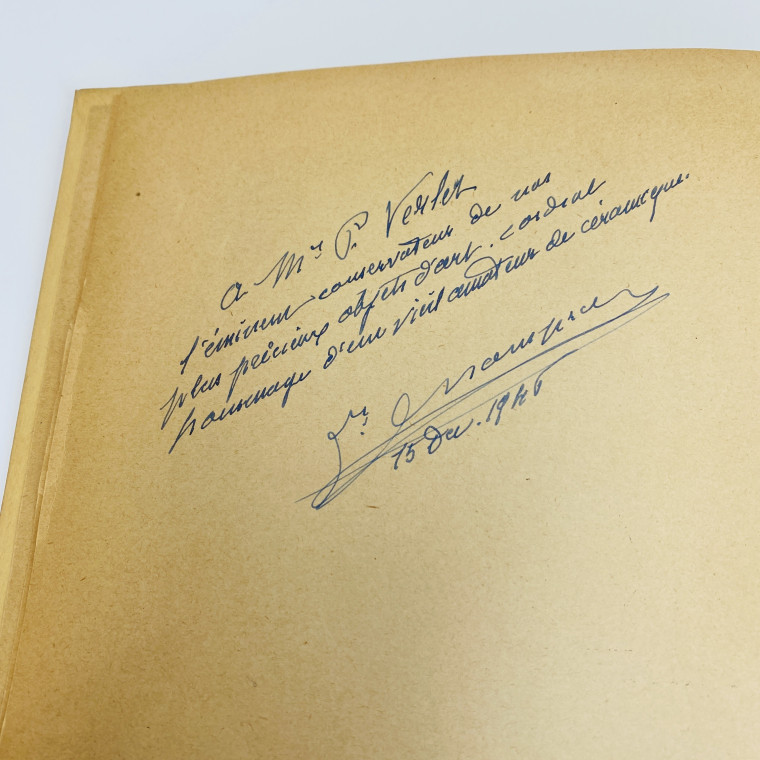 à Mr P. Verlet
l'éminent conservateur de nos
plus précieux objets d'art. cordial
hommage d'un vieil amateur de céramique.
15 Dec. 1946